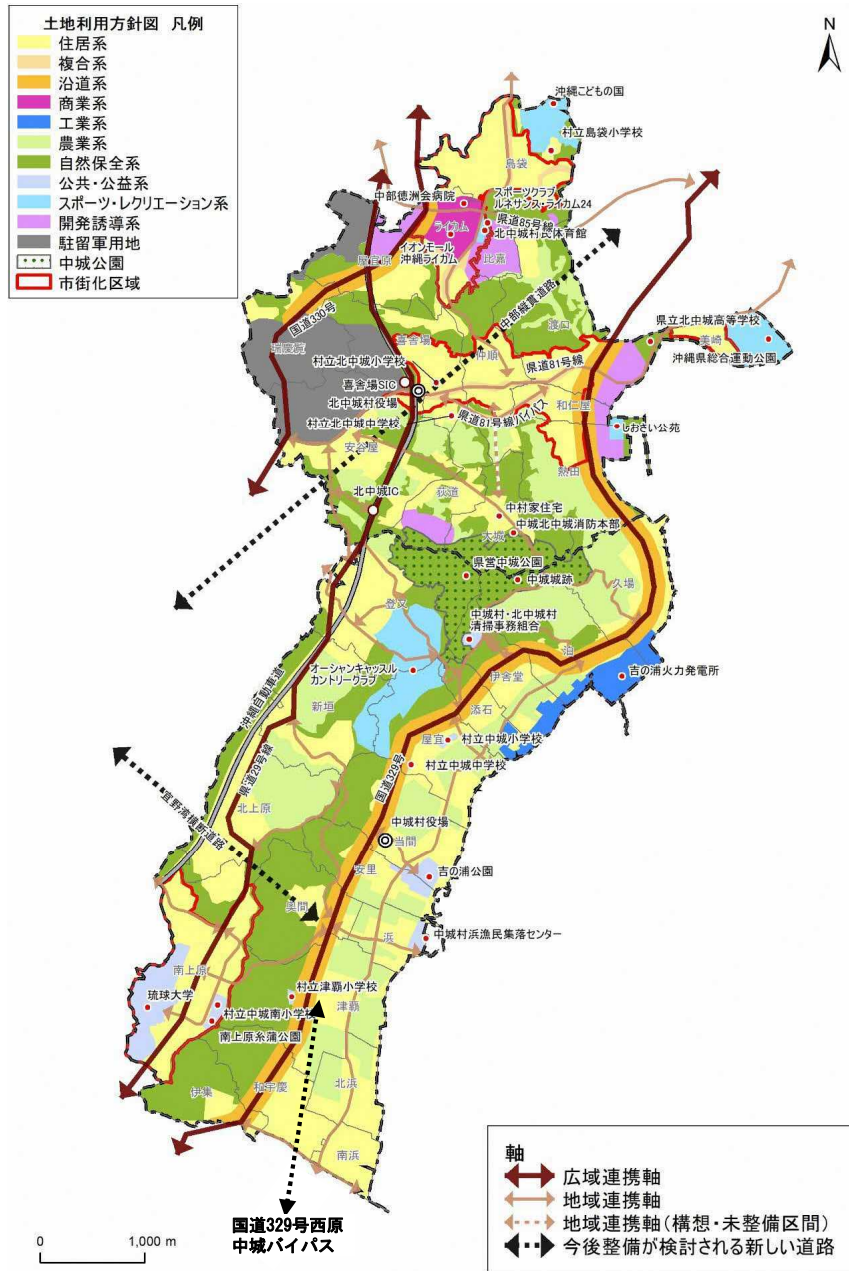 土地利用方針図 凡例
住居系
複合系
沿道系
商業系
工業系
農業系
自然保全系
公共・公益系
スポーツ・レクリエーション系
開発誘導系
駐留軍用地
中城公園
市街化区域
N
沖縄こどもの国
村立島袋小学校
島袋
中部徳洲会病院
スポーツクラブ
ルネサンス・ライカム24
県道85号線
北中城村民体育館
ライカム
イオンモール
沖縄ライカム
比嘉
屋宜原
国道330号
中部縦貫道路
渡口
瑞慶覧
喜舎場
仲順
県立北中城高等学校
美崎
沖縄県総合運動公園
村立北中城小学校
県道81号線
喜舎場SIC
北中城村役場
和仁屋
村立北中城中学校
県道81号線バイパス
しおさい公苑
安谷屋
熱田
荻道
北中城IC
中村家住宅
大城
中城北中城消防本部
県営中城公園
中城城跡
久場
登又
中村城・北中城村
清掃事務組合
泊
オーシャンキャッスル
カントリークラブ
伊舎堂
吉の浦火力発電所
沖縄自動車道
新垣
添石
屋宜
村立中城小学校
県道29号線
国道329号
村立中城中学校
宜野湾横断道路
北上原
中城村役場
当間
安里
吉の浦公園
奥間
浜
中城村浜漁民集落センター
南上原
村立津覇小学校
琉球大学
津覇
村立中城南小学校
南上原糸蒲公園
伊集
和宇慶
北浜
南浜
国道329号西原
中城バイパス
0 1,000 m
軸
広域連携軸
地域連携軸
地域連携軸(構想・未整備区間)
今後整備が検討される新しい道路